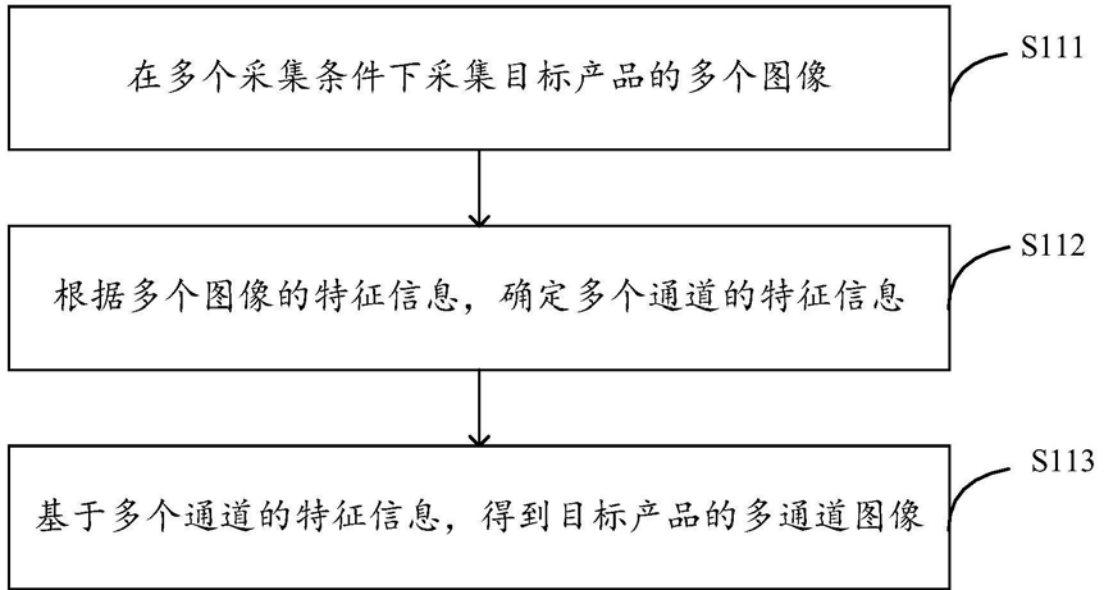 在多个采集条件下采集目标产品的多个图像
S111
根据多个图像的特征信息，确定多个通道的特征信息
S112
基于多个通道的特征信息，得到目标产品的多通道图像
S113